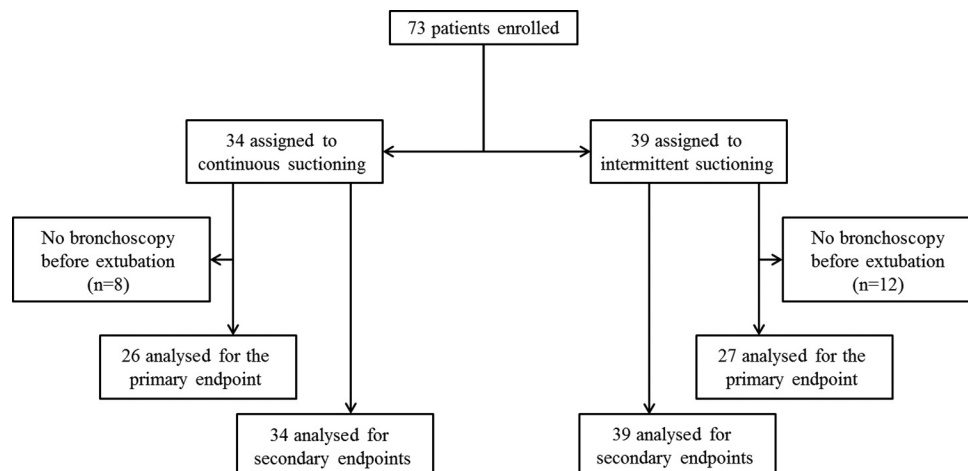 73 patients enrolled
34 assigned to
continuous suctioning
39 assigned to
intermittent suctioning
No bronchoscopy
before extubation
(n=8)
No bronchoscopy
before extubation
(n=12)
26 analysed for the
primary endpoint
27 analysed for the
primary endpoint
34 analysed for
secondary endpoints
39 analysed for
secondary endpoints